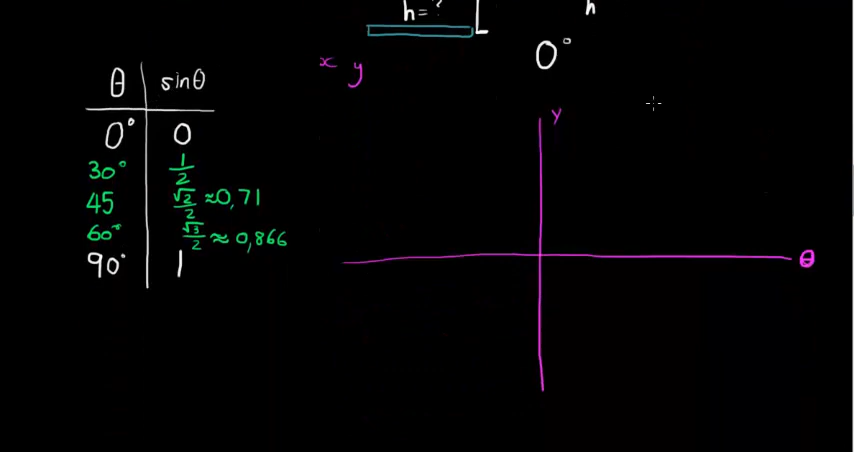 h = ?
h
0°
x y
θ sinθ
0° 0
30° 1/2
45 √2/2 ≈0,71
60° √3/2 ≈ 0,866
90° 1
y
θ